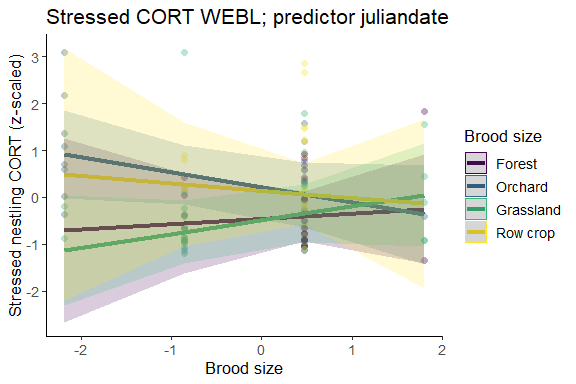 Stressed CORT WEBL; predictor juliandate
Stressed nestling CORT (z-scaled)
3
2
1
0
-1
-2
-2
-1
0
1
2
Brood size
Brood size
Forest
Orchard
Grassland
Row crop